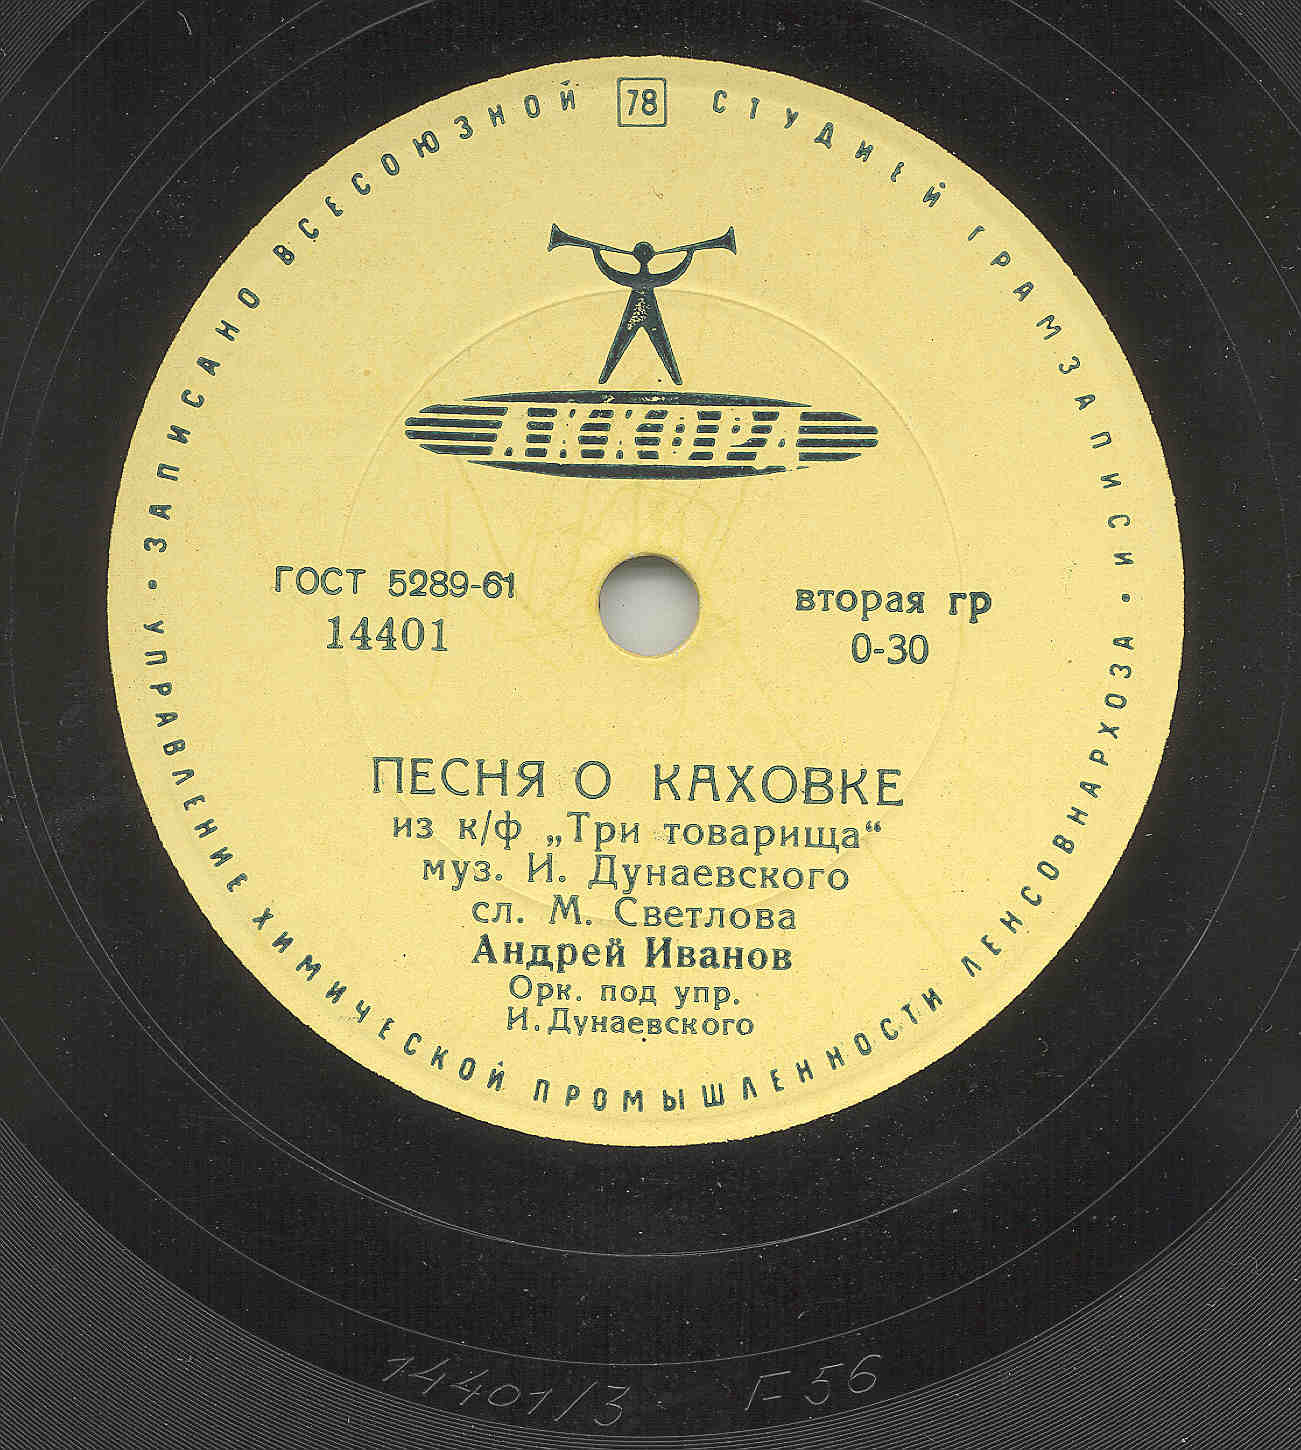 ЗАПИСАНО ВСЕСОЮЗНОЙ 78 СТУДИЕЙ ГРАМЗАПИСИ •
АККОРД
ГОСТ 5289-61
14401
вторая гр
0-30
ПЕСНЯ О КАХОВКЕ
из к/ф „Три товарища“
муз. И. Дунаевского
сл. М. Светлова
Андрей Иванов
Орк. под упр.
И. Дунаевского
• УПРАВЛЕНИЕ ХИМИЧЕСКОЙ ПРОМЫШЛЕННОСТИ ЛЕНСОВНАРХОЗА
14401/3 F 56